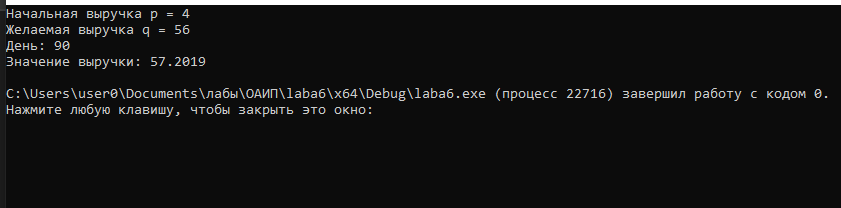 Начальная выручка p = 4
Желаемая выручка q = 56
День: 90
Значение выручки: 57.2019
C:\Users\user0\Documents\лабы\ОАИП\laba6\x64\Debug\laba6.exe (процесс 22716) завершил работу с кодом 0.
Нажмите любую клавишу, чтобы закрыть это окно: